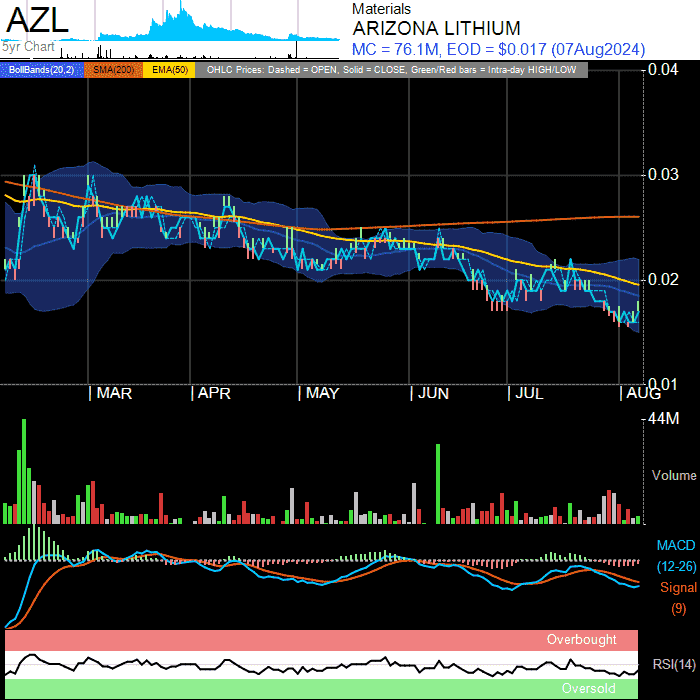 AZL
5yr Chart
Materials
ARIZONA LITHIUM
MC = 76.1M, EOD = $0.017 (07Aug2024)
BollBands(20,2) SMA(200) EMA(50) OHLC Prices: Dashed = OPEN, Solid = CLOSE, Green/Red bars = Intra-day HIGH/LOW
0.04
0.03
0.02
0.01
| MAR | APR | MAY | JUN | JUL | AUG
44M
Volume
MACD
(12-26)
Signal
(9)
Overbought
RSI(14)
Oversold